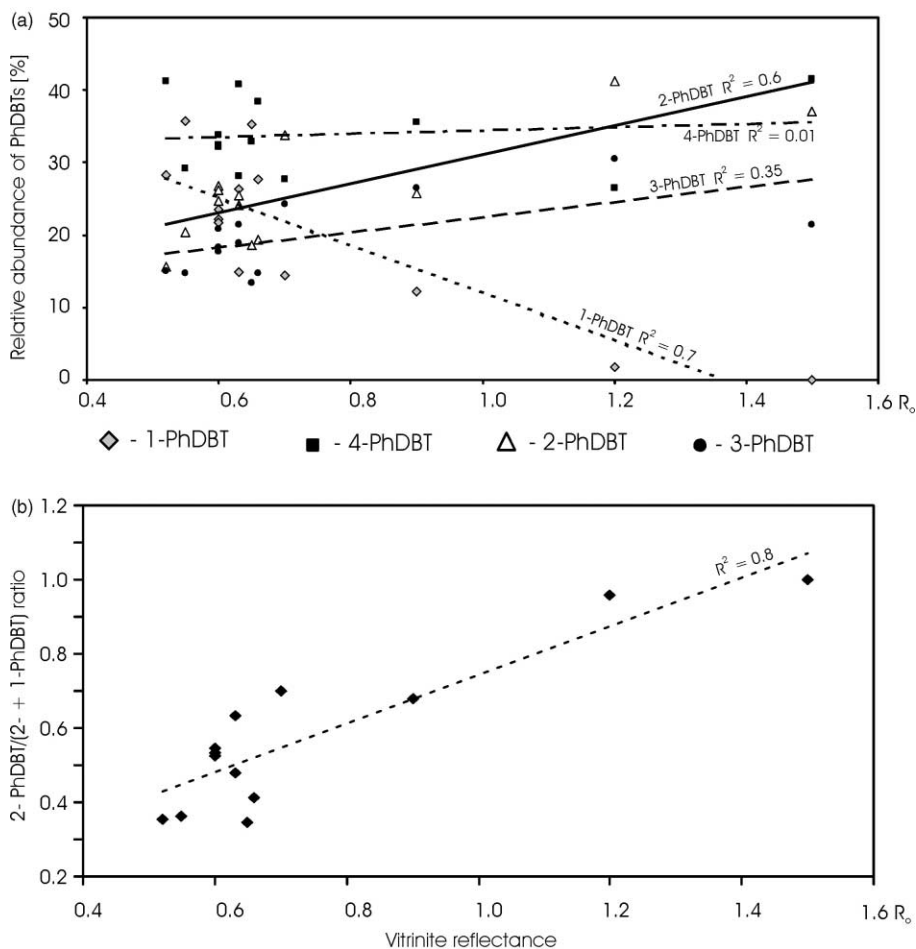 (a)
Relative abundance of PhDBTs [%]
50
40
30
20
10
0
2-PhDBT R² = 0.6
4-PhDBT R² = 0.01
3-PhDBT R² = 0.35
1-PhDBT R² = 0.7
0.4 0.6 0.8 1.0 1.2 1.4 1.6 Rₒ
- 1-PhDBT - 4-PhDBT - 2-PhDBT - 3-PhDBT
(b)
2- PhDBT/(2- + 1-PhDBT) ratio
1.2
1.0
0.8
0.6
0.4
0.2
R² = 0.8
0.4 0.6 0.8 1.0 1.2 1.4 1.6 Rₒ
Vitrinite reflectance